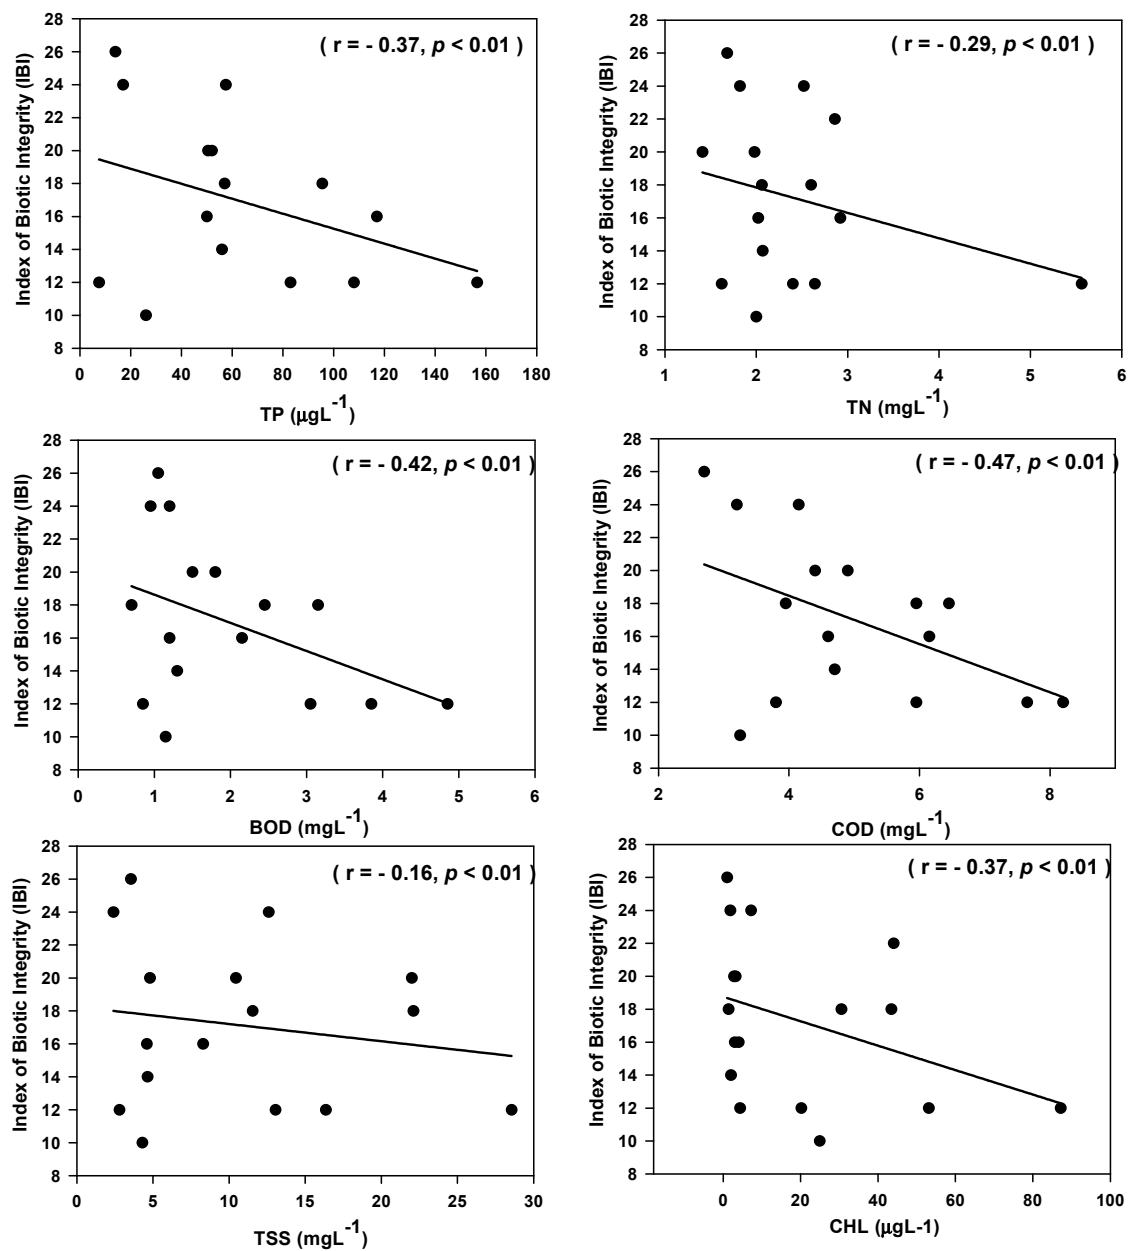 ( r = - 0.37, p < 0.01 )
Index of Biotic Integrity (IBI)
28
26
24
22
20
18
16
14
12
10
8
0 20 40 60 80 100 120 140 160 180
TP (µgL-1)
( r = - 0.29, p < 0.01 )
Index of Biotic Integrity (IBI)
28
26
24
22
20
18
16
14
12
10
8
1 2 3 4 5 6
TN (mgL-1)
( r = - 0.42, p < 0.01 )
Index of Biotic Integrity (IBI)
28
26
24
22
20
18
16
14
12
10
8
0 1 2 3 4 5 6
BOD (mgL-1)
( r = - 0.47, p < 0.01 )
Index of Biotic Integrity (IBI)
28
26
24
22
20
18
16
14
12
10
8
2 4 6 8
COD (mgL-1)
( r = - 0.16, p < 0.01 )
Index of Biotic Integrity (IBI)
28
26
24
22
20
18
16
14
12
10
8
0 5 10 15 20 25 30
TSS (mgL-1)
( r = - 0.37, p < 0.01 )
Index of Biotic Integrity (IBI)
28
26
24
22
20
18
16
14
12
10
8
0 20 40 60 80 100
CHL (µgL-1)